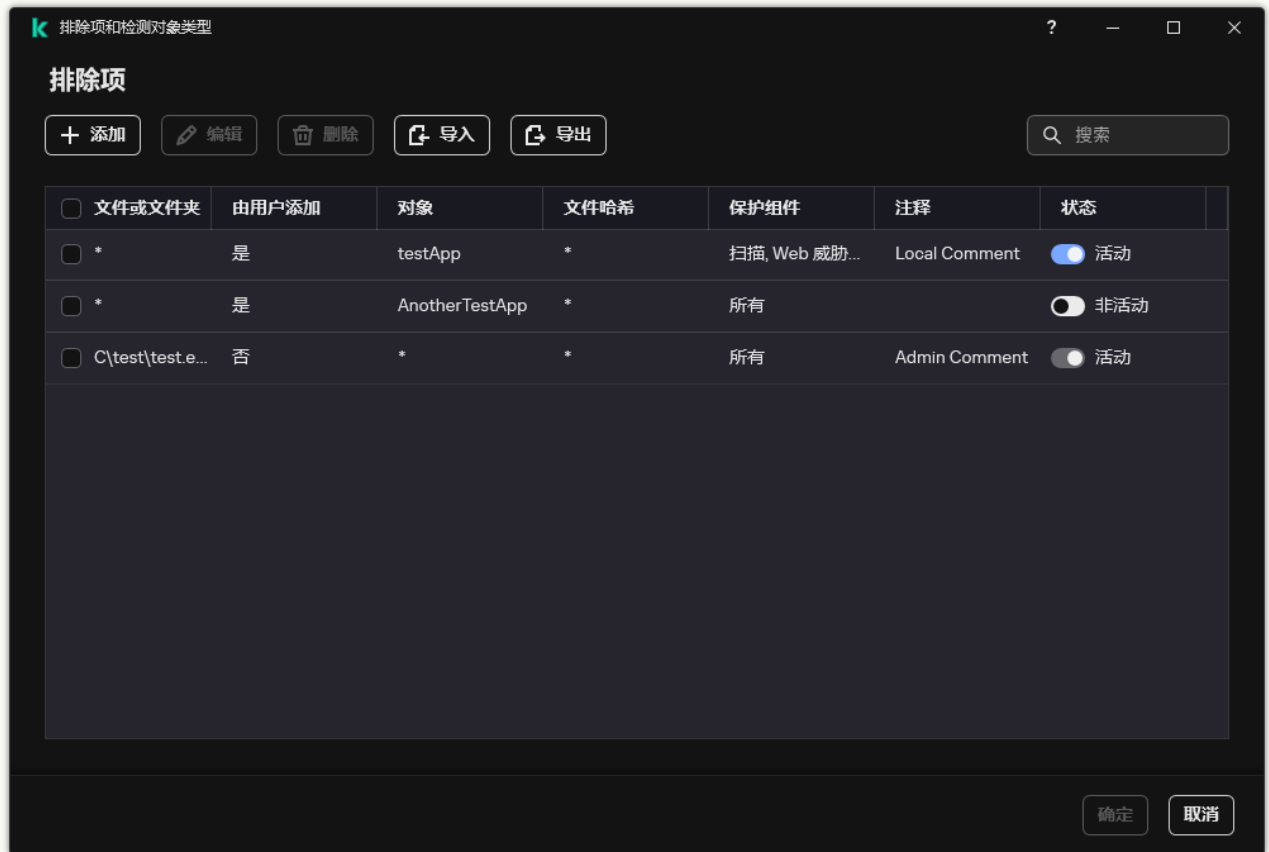 排除项和检测对象类型 ?
排除项
添加 编辑 删除 导入 导出 搜索
文件或文件夹 由用户添加 对象 文件哈希 保护组件 注释 状态
* 是 testApp * 扫描, Web 威胁... Local Comment 活动
* 是 AnotherTestApp * 所有 非活动
C\test\test.e... 否 * * 所有 Admin Comment 活动
确定 取消